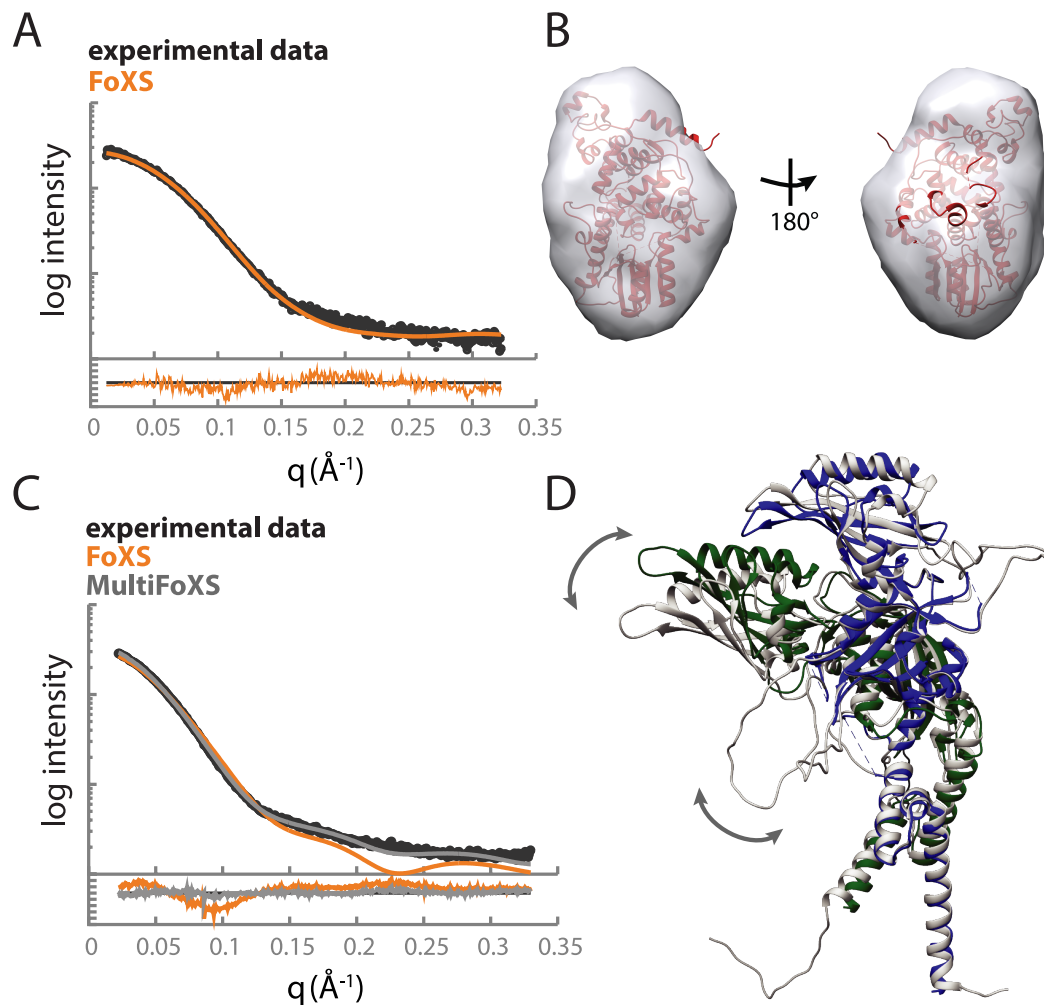 A
experimental data
FoXS
log intensity
0 0.05 0.1 0.15 0.2 0.25 0.3 0.35
q (Å⁻¹)
B
180°
C
experimental data
FoXS
MultiFoXS
log intensity
0 0.05 0.1 0.15 0.2 0.25 0.3 0.35
q (Å⁻¹)
D